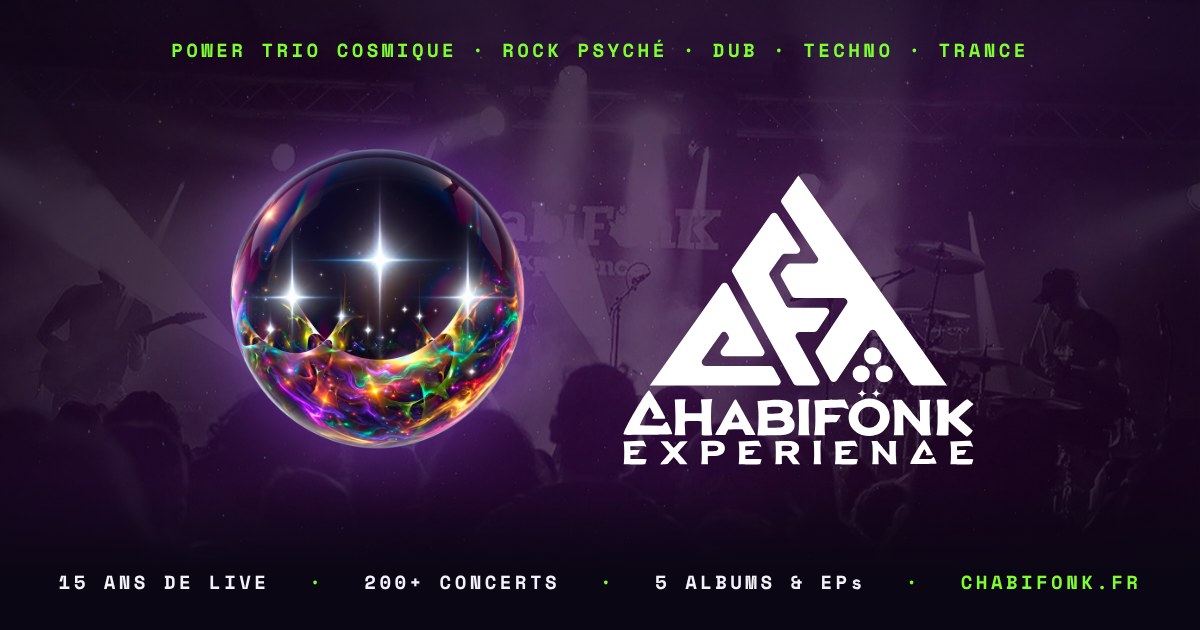 POWER TRIO COSMIQUE · ROCK PSYCHÉ · DUB · TECHNO · TRANCE
CHABIFÖNK
EXPERIENCE
15 ANS DE LIVE · 200+ CONCERTS · 5 ALBUMS & EPs · CHABIFONK.FR